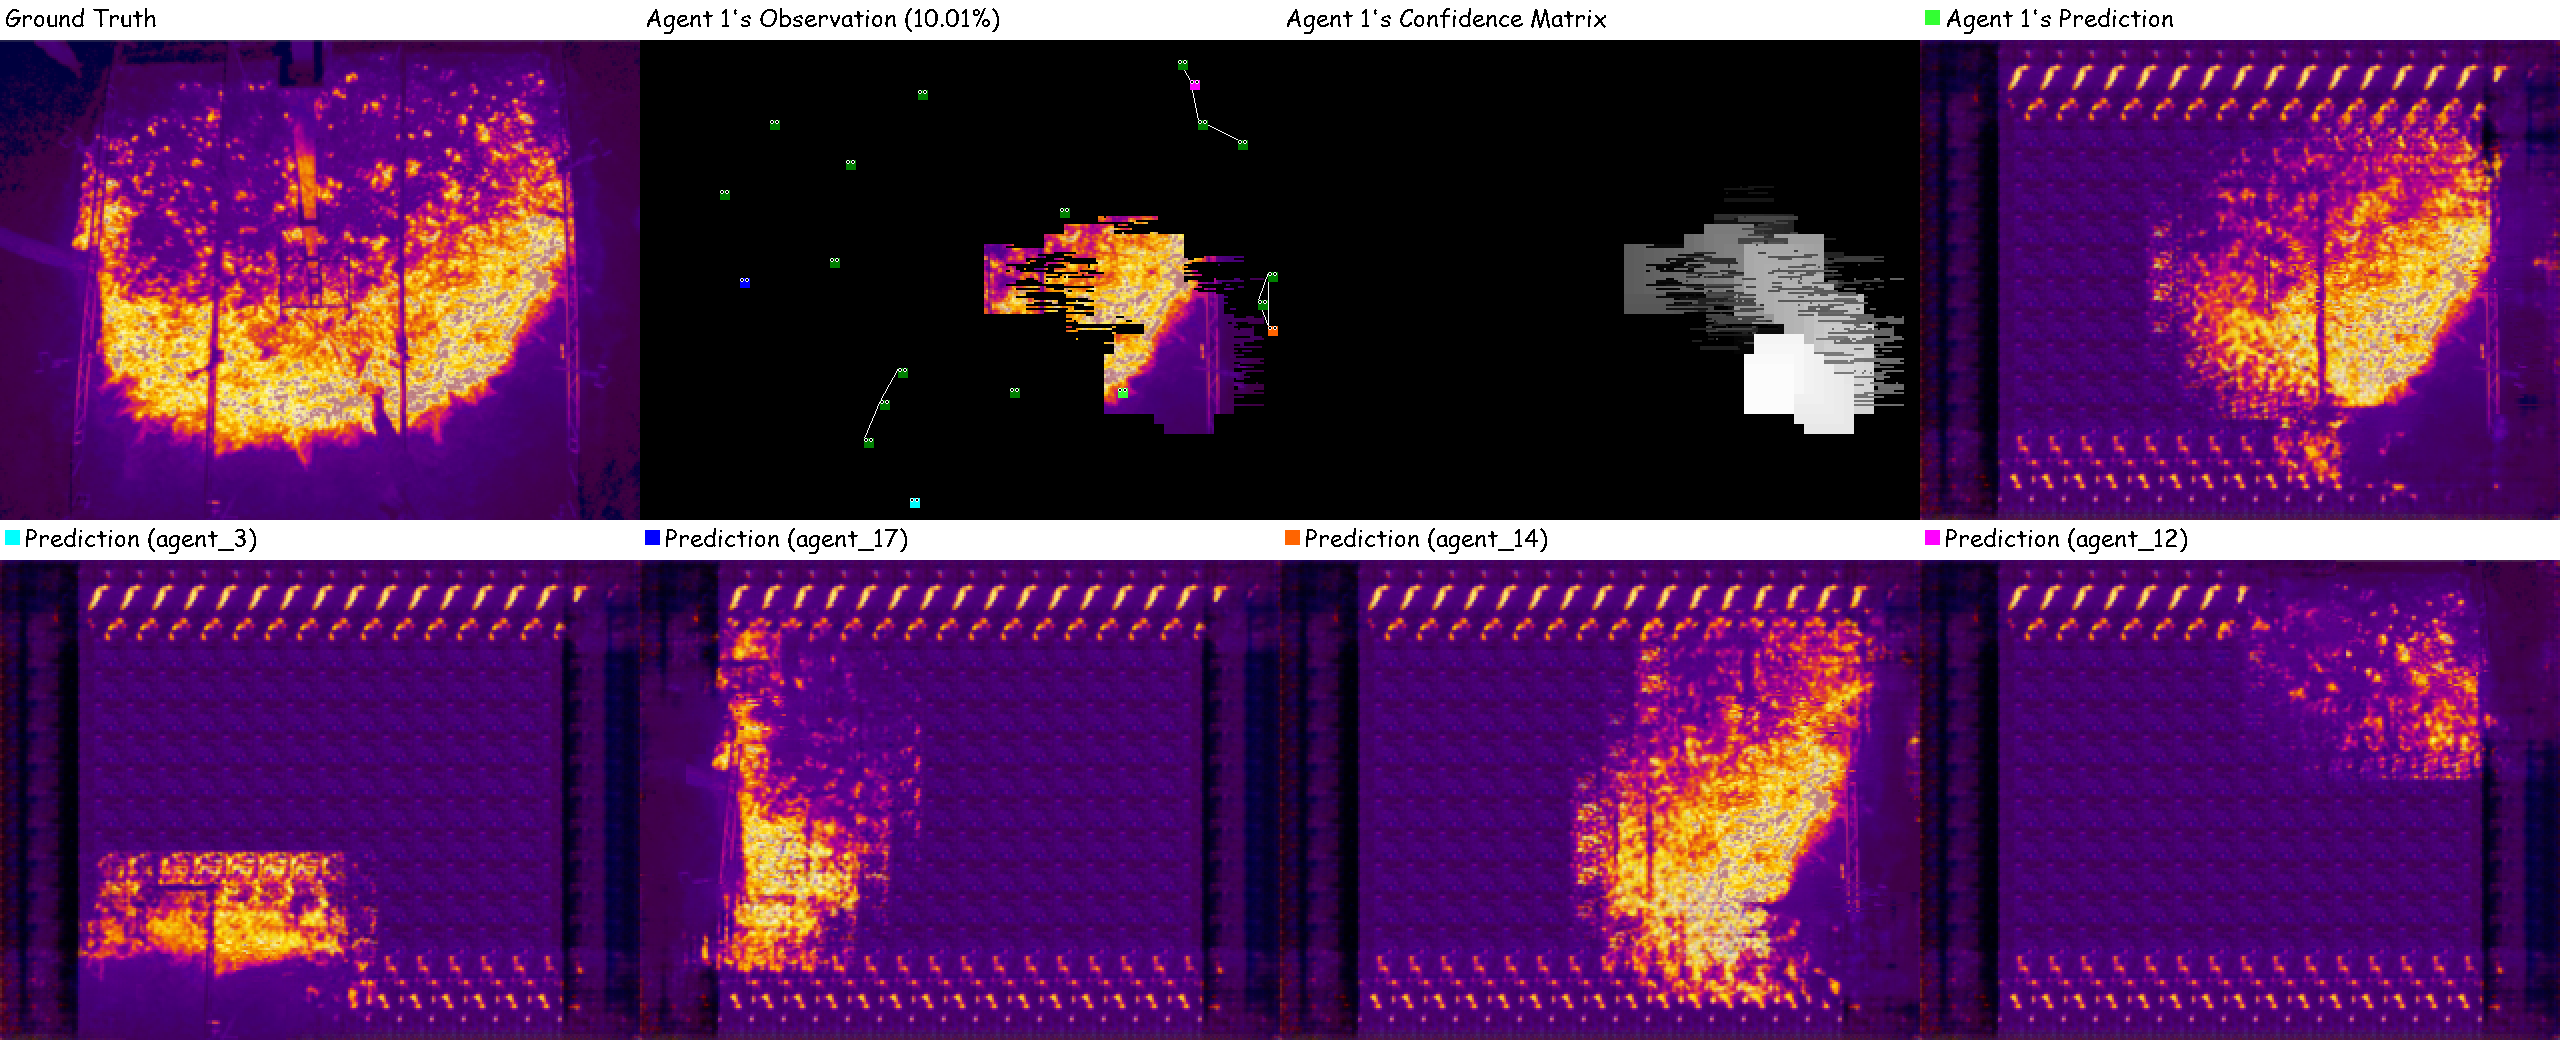 Ground Truth
Agent 1's Observation (10.01%)
Agent 1's Confidence Matrix
Agent 1's Prediction
Prediction (agent_3)
Prediction (agent_17)
Prediction (agent_14)
Prediction (agent_12)